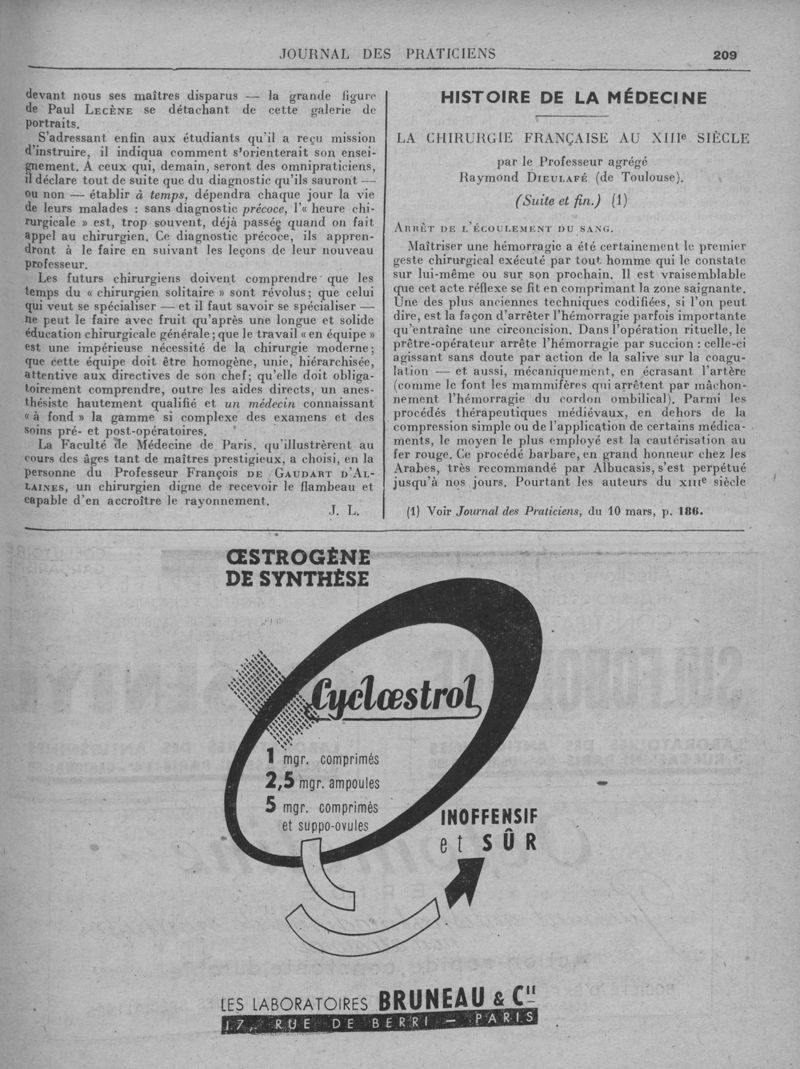 JOURNAL DES PRATICIENS
209
devant nous ses maîtres disparus — la grande figure
de Paul LECÈNE se détachant de cette galerie de
portraits.
S'adressant enfin aux étudiants qu'il a reçu mission
d'instruire, il indiqua comment s'orienterait son ensei-
gnement. A ceux qui, demain, seront des omnipraticiens,
il déclare tout de suite que du diagnostic qu'ils sauront —
ou non — établir à temps, dépendra chaque jour la vie
de leurs malades : sans diagnostic précoce, l'« heure chi-
rurgicale » est, trop souvent, déjà passée quand on fait
appel au chirurgien. Ce diagnostic précoce, ils appren-
dront à le faire en suivant les leçons de leur nouveau
professeur.
Les futurs chirurgiens doivent comprendre que les
temps du « chirurgien solitaire » sont révolus; que celui
qui veut se spécialiser — et il faut savoir se spécialiser —
ne peut le faire avec fruit qu'après une longue et solide
éducation chirurgicale générale; que le travail « en équipe »
est une impérieuse nécessité de la chirurgie moderne;
que cette équipe doit être homogène, unie, hiérarchisée,
attentive aux directives de son chef; qu'elle doit obliga-
toirement comprendre, outre les aides directs, un anes-
thésiste hautement qualifié et un médecin connaissant
« à fond » la gamme si complexe des examens et des
soins pré- et post-opératoires.
La Faculté de Médecine de Paris, qu'illustrèrent au
cours des âges tant de maîtres prestigieux, a choisi, en la
personne du Professeur François DE GAUDART D'AL-
LAINES, un chirurgien digne de recevoir le flambeau et
capable d'en accroître le rayonnement.
J. L.
HISTOIRE DE LA MÉDECINE
LA CHIRURGIE FRANÇAISE AU XIIIe SIÈCLE
par le Professeur agrégé
Raymond DIEULAFÉ (de Toulouse).
(Suite et fin.) (1)
ARRÊT DE L'ÉCOULEMENT DU SANG.
Maîtriser une hémorragie a été certainement le premier
geste chirurgical exécuté par tout homme qui le constate
sur lui-même ou sur son prochain. Il est vraisemblable
que cet acte réflexe se fit en comprimant la zone saignante.
Une des plus anciennes techniques codifiées, si l'on peut
dire, est la façon d'arrêter l'hémorragie parfois importante
qu'entraîne une circoncision. Dans l'opération rituelle, le
prêtre-opérateur arrête l'hémorragie par succion : celle-ci
agissant sans doute par action de la salive sur la coagu-
lation — et aussi, mécaniquement, en écrasant l'artère
(comme le font les mammifères qui arrêtent par mâchon-
nement l'hémorragie du cordon ombilical). Parmi les
procédés thérapeutiques médiévaux, en dehors de la
compression simple ou de l'application de certains médica-
ments, le moyen le plus employé est la cautérisation au
fer rouge. Ce procédé barbare, en grand honneur chez les
Arabes, très recommandé par Albucasis, s'est perpétué
jusqu'à nos jours. Pourtant les auteurs du XIIIe siècle
(1) Voir Journal des Praticiens, du 10 mars, p. 186.
ŒSTROGÈNE
DE SYNTHÈSE
Cyclœstrol
1 mgr. comprimés
2,5 mgr. ampoules
5 mgr. comprimés
et suppo-ovules
INOFFENSIF
et SÛR
LES LABORATOIRES BRUNEAU & Cie
17, RUE DE BERRI — PARIS